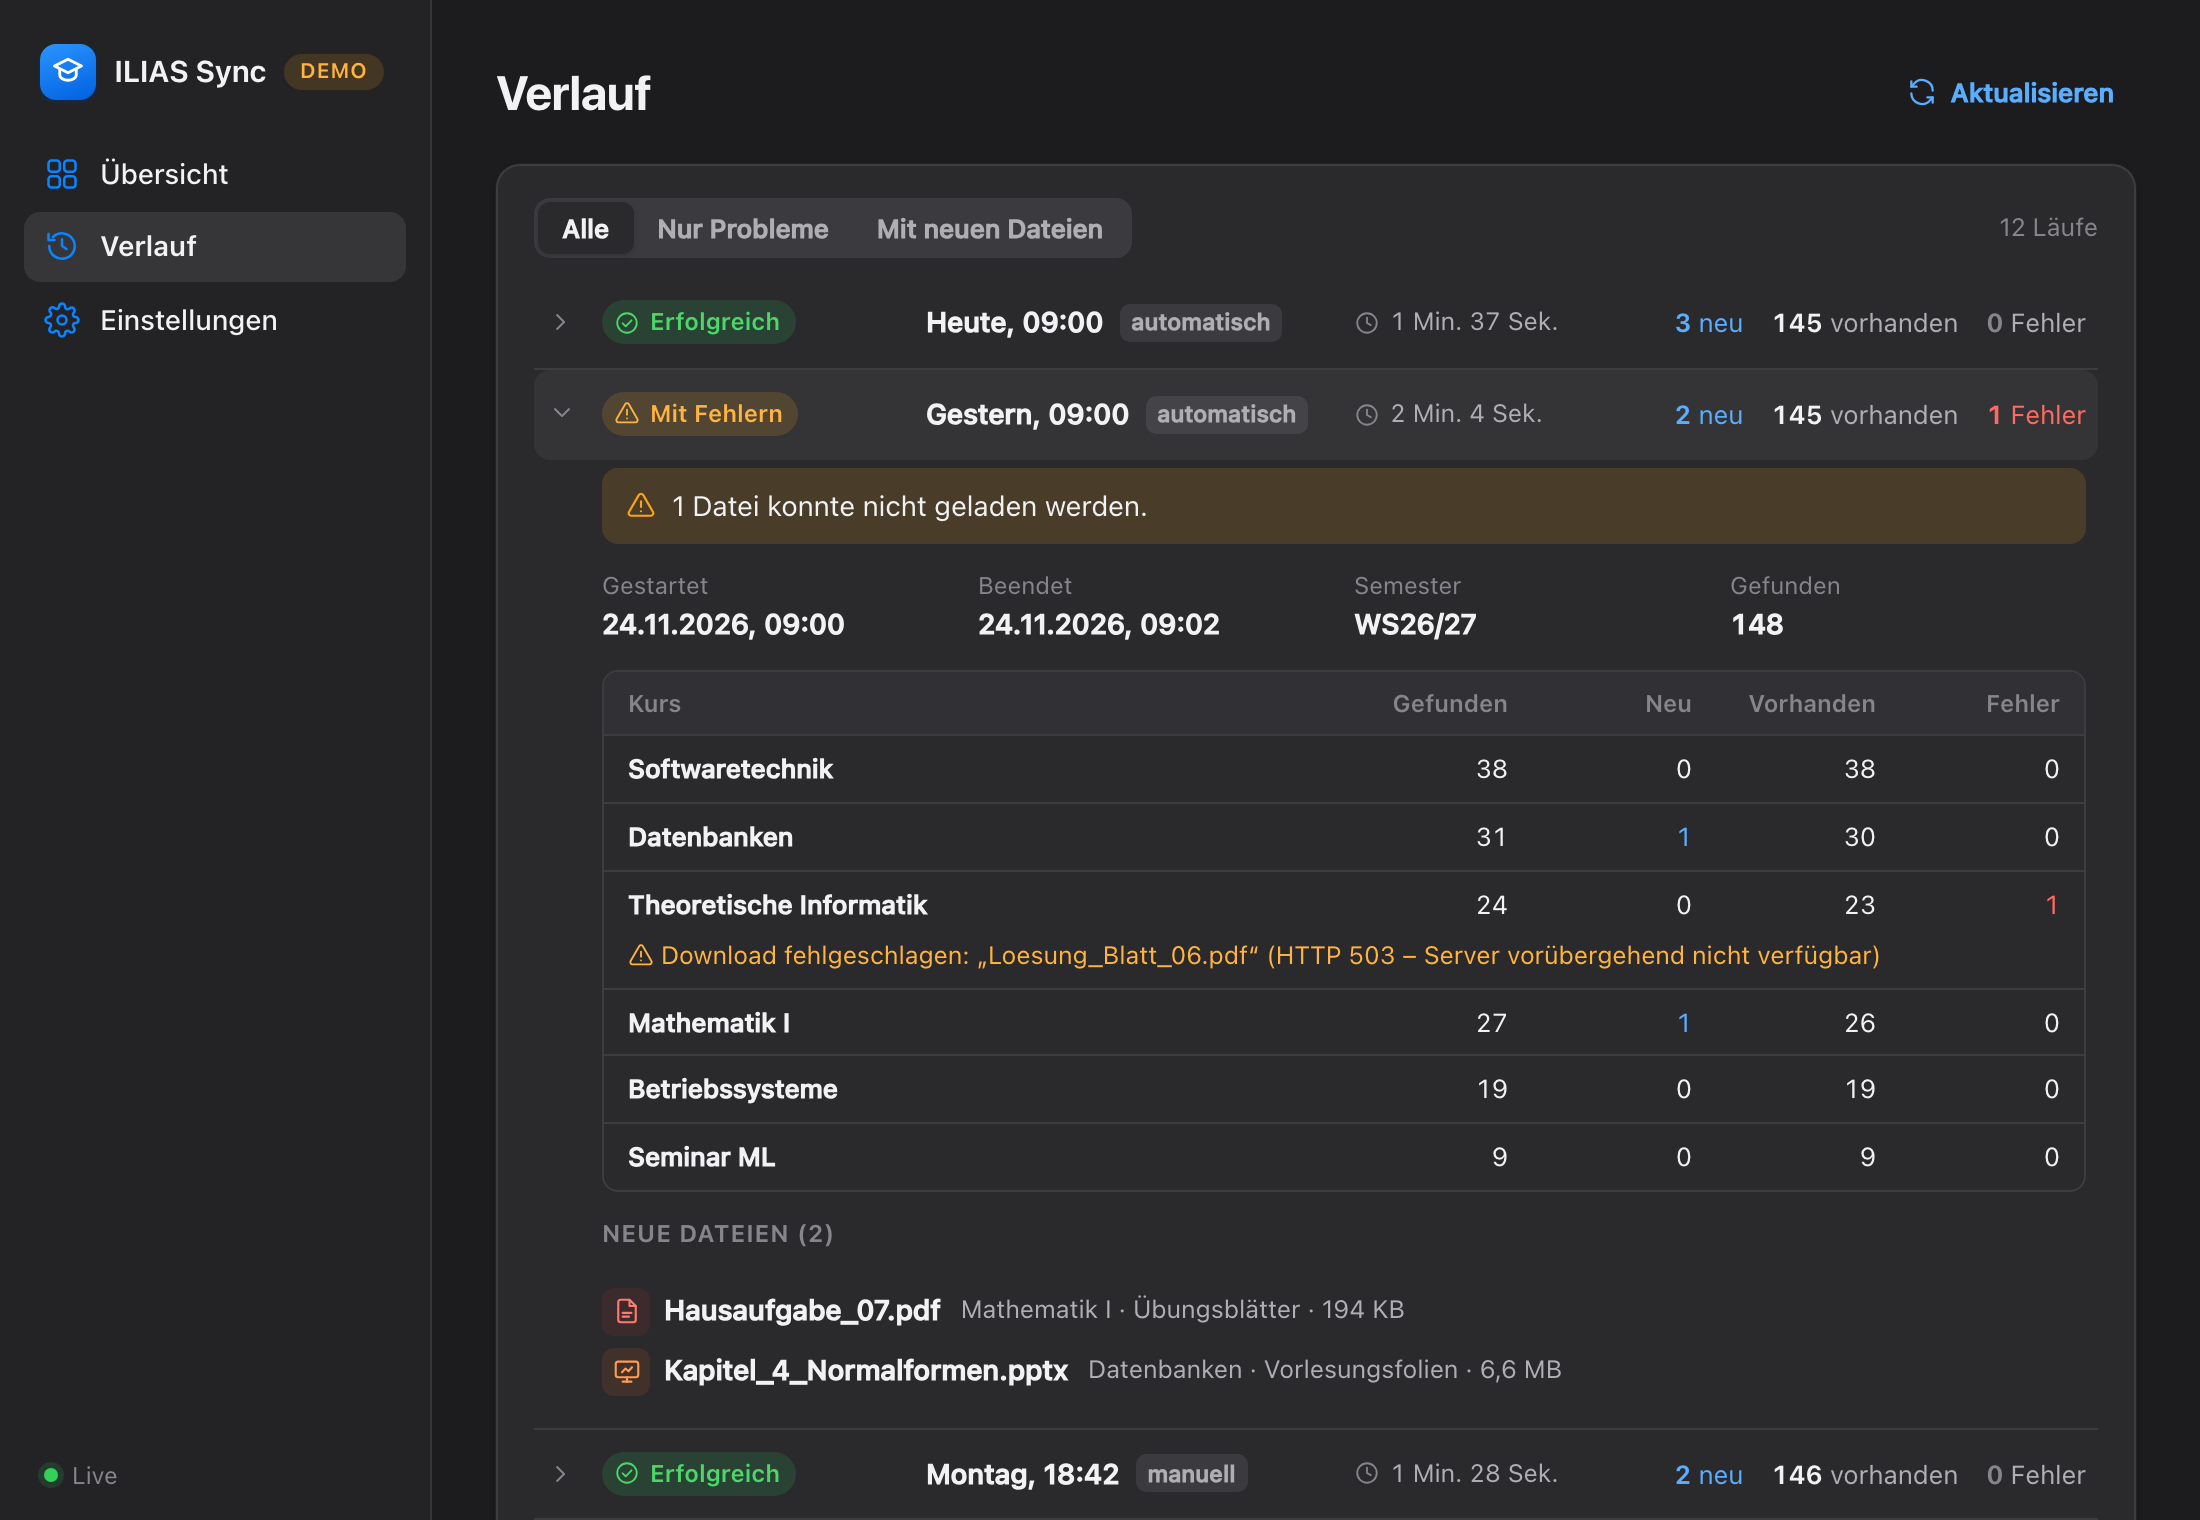 ILIAS Sync DEMO
Übersicht
Verlauf
Einstellungen
Live
Verlauf
Aktualisieren
Alle Nur Probleme Mit neuen Dateien 12 Läufe
Erfolgreich Heute, 09:00 automatisch 1 Min. 37 Sek. 3 neu 145 vorhanden 0 Fehler
Mit Fehlern Gestern, 09:00 automatisch 2 Min. 4 Sek. 2 neu 145 vorhanden 1 Fehler
1 Datei konnte nicht geladen werden.
Gestartet Beendet Semester Gefunden
24.11.2026, 09:00 24.11.2026, 09:02 WS26/27 148
Kurs Gefunden Neu Vorhanden Fehler
Softwaretechnik 38 0 38 0
Datenbanken 31 1 30 0
Theoretische Informatik 24 0 23 1
Download fehlgeschlagen: „Loesung_Blatt_06.pdf“ (HTTP 503 – Server vorübergehend nicht verfügbar)
Mathematik I 27 1 26 0
Betriebssysteme 19 0 19 0
Seminar ML 9 0 9 0
NEUE DATEIEN (2)
Hausaufgabe_07.pdf Mathematik I · Übungsblätter · 194 KB
Kapitel_4_Normalformen.pptx Datenbanken · Vorlesungsfolien · 6,6 MB
Erfolgreich Montag, 18:42 manuell 1 Min. 28 Sek. 2 neu 146 vorhanden 0 Fehler